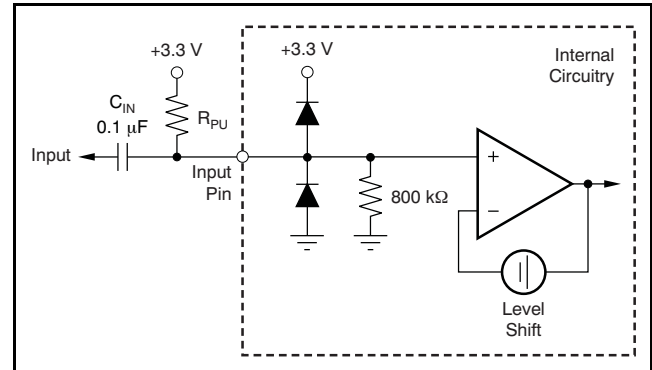 +3.3 V
+3.3 V
Internal
Circuitry
C_IN
0.1 µF
R_PU
Input
Input
Pin
800 kΩ
+
−
Level
Shift